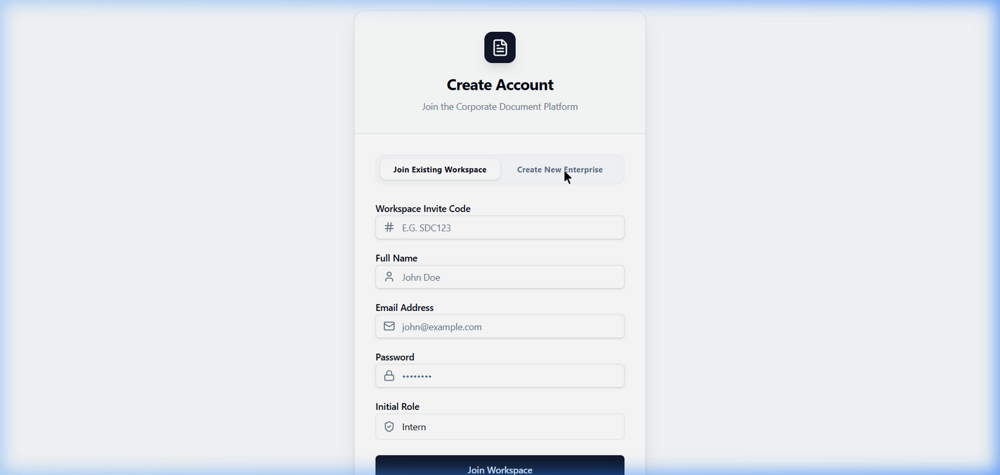 Create Account
Join the Corporate Document Platform
Join Existing Workspace Create New Enterprise
Workspace Invite Code
E.G. SDC123
Full Name
John Doe
Email Address
john@example.com
Password
••••••••
Initial Role
Intern
Join Workspace